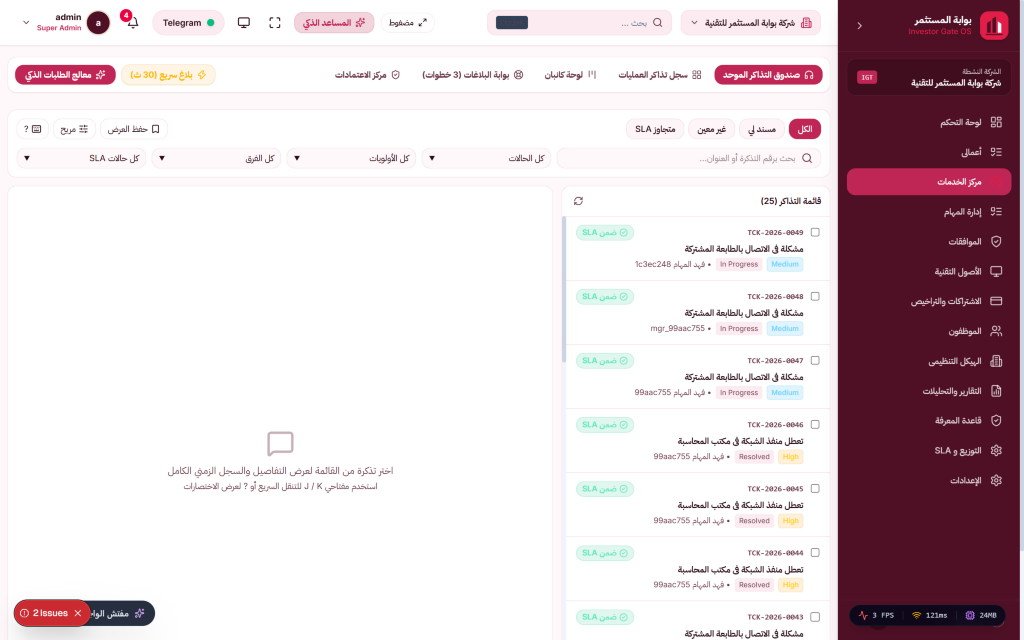 بوابة المستثمر
Investor Gate OS
الشركة النشطة
شركة بوابة المستثمر للتقنية
IGT
لوحة التحكم
أعمالي
مركز الخدمات
إدارة المهام
الموافقات
الأصول التقنية
الاشتراكات والتراخيص
الموظفون
الهيكل التنظيمي
التقارير والتحليلات
قاعدة المعرفة
التوزيع و SLA
الإعدادات
3 FPS
121ms
24MB
شركة بوابة المستثمر للتقنية
بحث ...
مضغوط
المساعد الذكي
Telegram
4
a
admin
Super Admin
صندوق التذاكر الموحد
سجل تذاكر العمليات
لوحة كانبان
بوابة البلاغات (3 خطوات)
مركز الاعتمادات
بلاغ سريع (30 ث)
معالج الطلبات الذكي
الكل
مسند لي
غير معين
متجاوز SLA
حفظ العرض
مريح
?
بحث برقم التذكرة أو العنوان...
كل الحالات
كل الأولويات
كل الفرق
كل حالات SLA
قائمة التذاكر (25)
TCK-2026-0049
ضمن SLA
مشكلة في الاتصال بالطابعة المشتركة
Medium In Progress • فهد المهام 1c3ec248
TCK-2026-0048
ضمن SLA
مشكلة في الاتصال بالطابعة المشتركة
Medium In Progress • mgr_99aac755
TCK-2026-0047
ضمن SLA
مشكلة في الاتصال بالطابعة المشتركة
Medium In Progress • فهد المهام 99aac755
TCK-2026-0046
ضمن SLA
تعطل منفذ الشبكة في مكتب المحاسبة
High Resolved • فهد المهام 99aac755
TCK-2026-0045
ضمن SLA
تعطل منفذ الشبكة في مكتب المحاسبة
High Resolved • فهد المهام 99aac755
TCK-2026-0044
ضمن SLA
تعطل منفذ الشبكة في مكتب المحاسبة
High Resolved • فهد المهام 99aac755
TCK-2026-0043
ضمن SLA
مشكلة في الاتصال بالطابعة المشتركة
اختر تذكرة من القائمة لعرض التفاصيل والسجل الزمني الكامل
استخدم مفتاحي J / K للتنقل السريع أو ? لعرض الاختصارات
مفتش
2 Issues